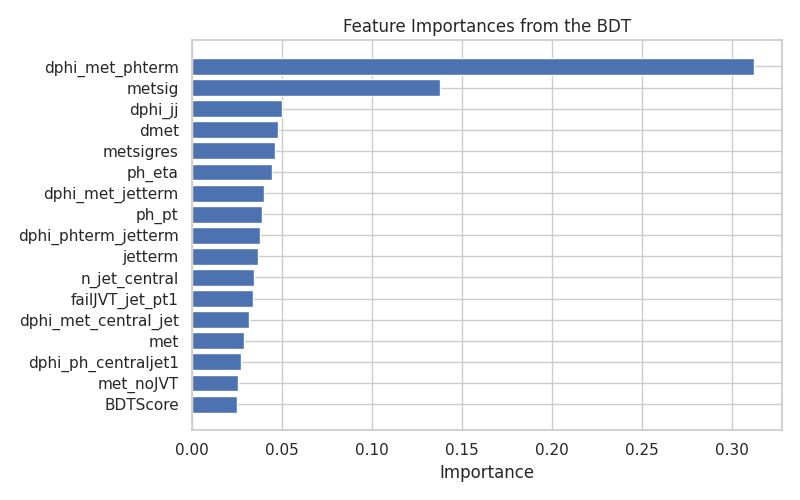 Feature Importances from the BDT
dphi_met_phterm
metsig
dphi_jj
dmet
metsigres
ph_eta
dphi_met_jetterm
ph_pt
dphi_phterm_jetterm
jetterm
n_jet_central
failJVT_jet_pt1
dphi_met_central_jet
met
dphi_ph_centraljet1
met_noJVT
BDTScore
0.00 0.05 0.10 0.15 0.20 0.25 0.30
Importance